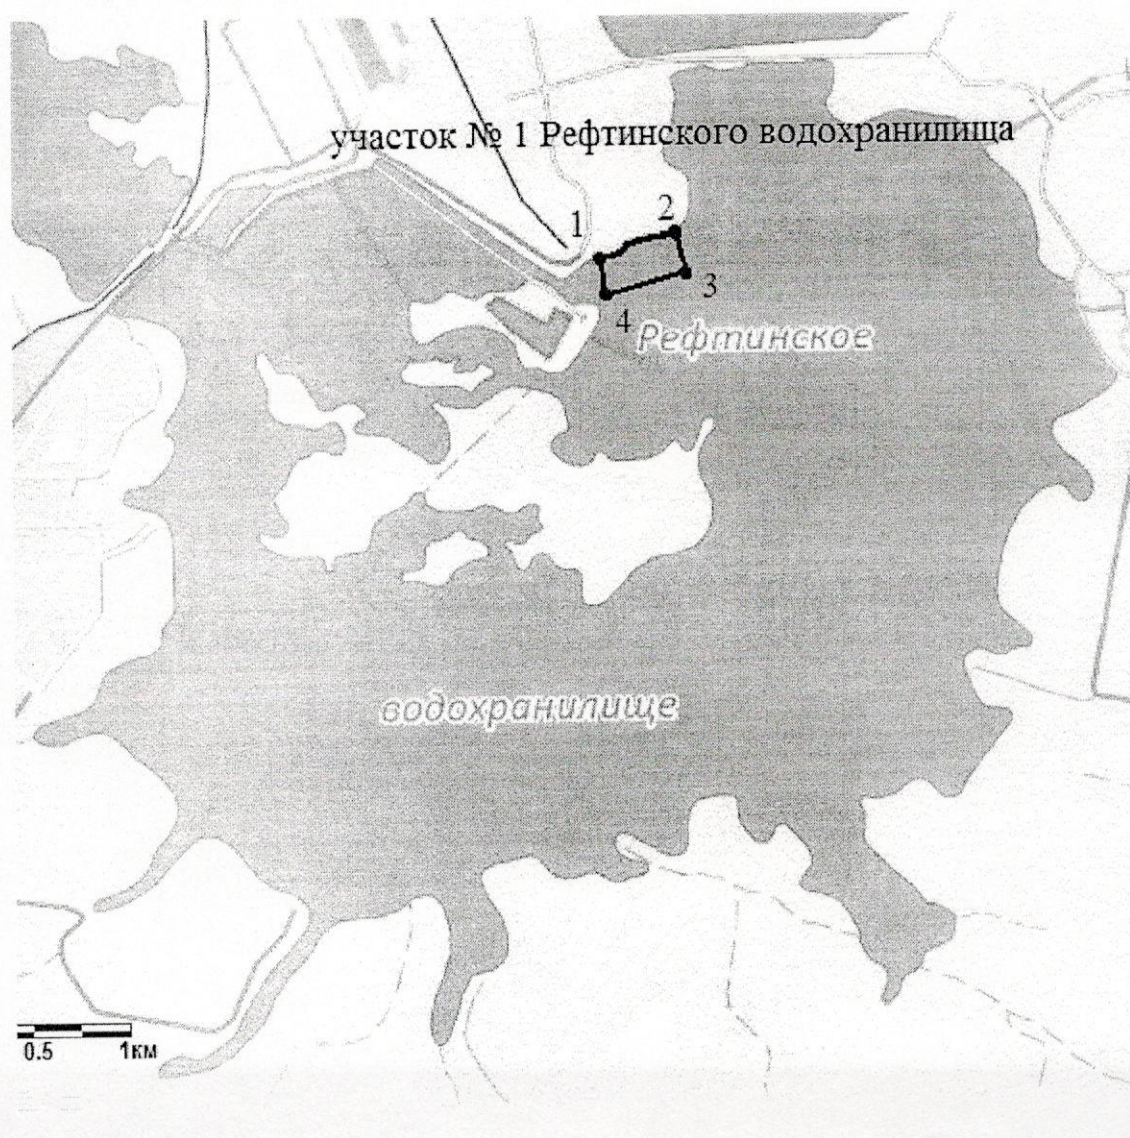 участок № 1 Рефтинского водохранилища
1
2
3
4
Рефтинское
водохранилище
0.5 1км